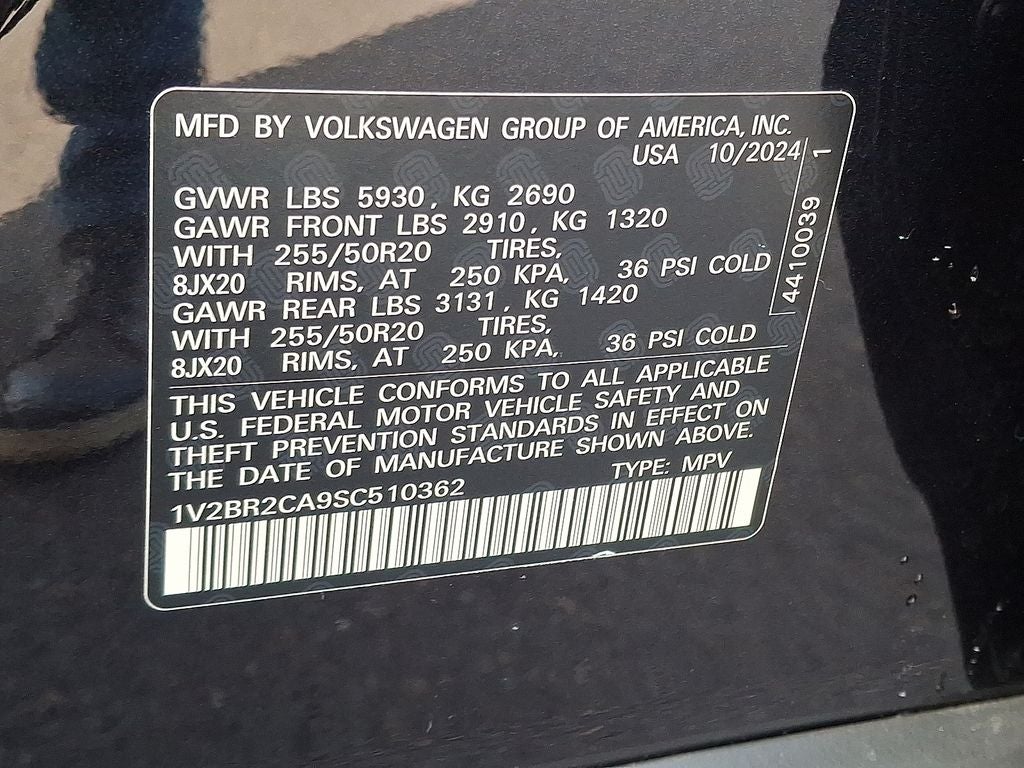 MFD BY VOLKSWAGEN GROUP OF AMERICA, INC.
USA 10/2024
GVWR LBS 5930, KG 2690
GAWR FRONT LBS 2910, KG 1320
WITH 255/50R20 TIRES,
8JX20 RIMS, AT 250 KPA, 36 PSI COLD
GAWR REAR LBS 3131, KG 1420
WITH 255/50R20 TIRES,
8JX20 RIMS, AT 250 KPA, 36 PSI COLD
THIS VEHICLE CONFORMS TO ALL APPLICABLE
U.S. FEDERAL MOTOR VEHICLE SAFETY AND
THEFT PREVENTION STANDARDS IN EFFECT ON
THE DATE OF MANUFACTURE SHOWN ABOVE.
TYPE: MPV
1V2BR2CA9SC510362
4410039 1